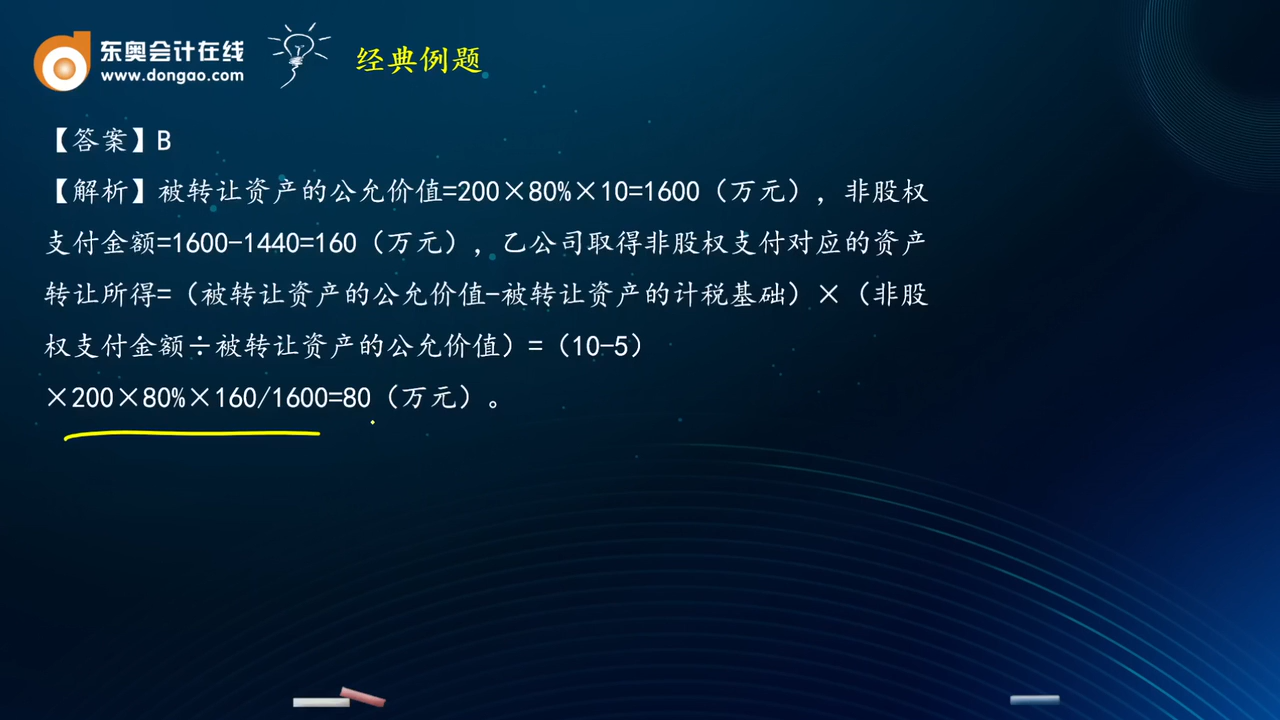 东奥会计在线
www.dongao.com
经典例题
【答案】B
【解析】被转让资产的公允价值=200×80%×10=1600（万元），非股权
支付金额=1600-1440=160（万元），乙公司取得非股权支付对应的资产
转让所得=（被转让资产的公允价值-被转让资产的计税基础）×（非股
权支付金额÷被转让资产的公允价值）=（10-5）
×200×80%×160/1600=80（万元）。